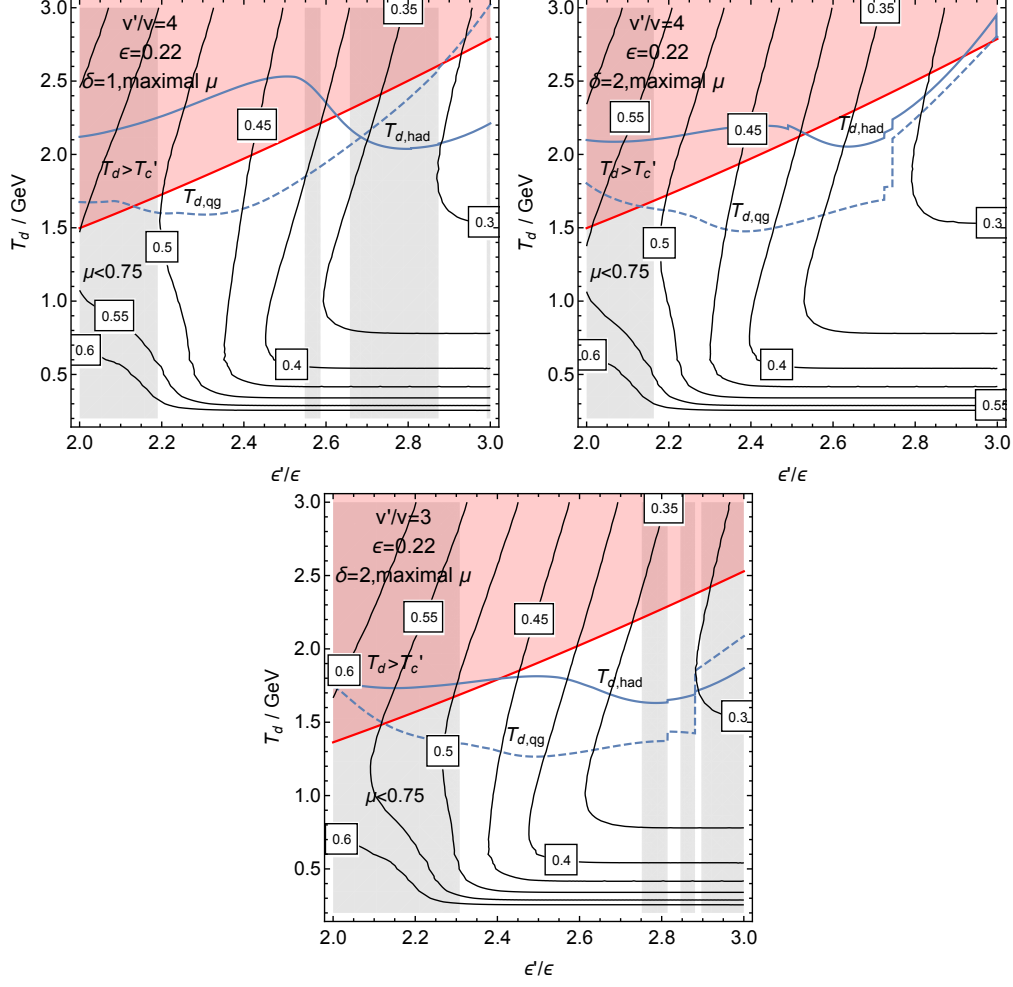 3.0
2.5
2.0
1.5
1.0
0.5
T_d / GeV
v'/v=4
ϵ=0.22
δ=1,maximal μ
0.35
0.45
T_d,had
T_d>T_c'
T_d,qg
0.3
0.5
μ<0.75
0.55
0.6
0.4
2.0 2.2 2.4 2.6 2.8 3.0
ϵ'/ϵ
3.0
2.5
2.0
1.5
1.0
0.5
T_d / GeV
v'/v=4
ϵ=0.22
δ=2,maximal μ
0.35
0.55
0.45
T_d,had
T_d>T_c'
T_d,qg
0.3
0.5
μ<0.75
0.6
0.4
0.55
2.0 2.2 2.4 2.6 2.8 3.0
ϵ'/ϵ
3.0
2.5
2.0
1.5
1.0
0.5
T_d / GeV
v'/v=3
ϵ=0.22
δ=2,maximal μ
0.35
0.55
0.45
0.6
T_d>T_c'
T_d,had
T_d,qg
0.3
0.5
μ<0.75
0.6
0.4
2.0 2.2 2.4 2.6 2.8 3.0
ϵ'/ϵ